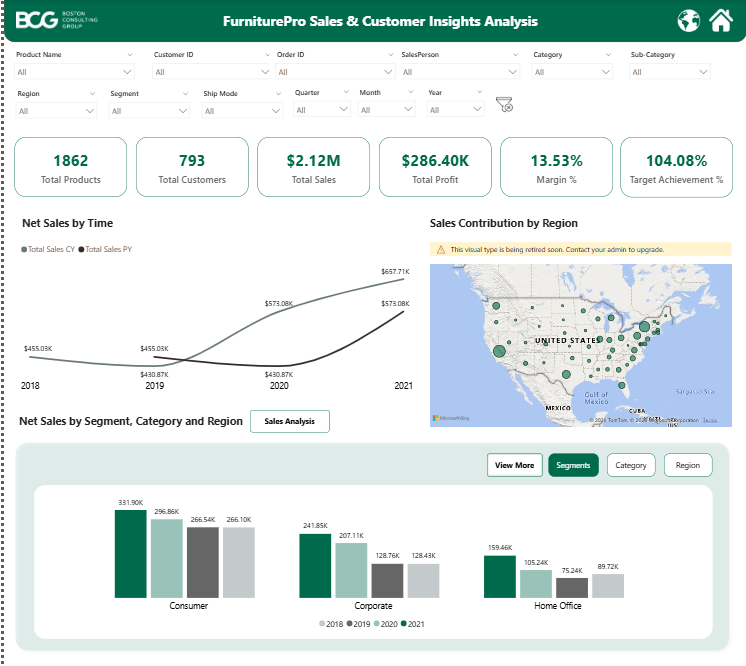 BCG BOSTON
CONSULTING
GROUP
FurniturePro Sales & Customer Insights Analysis
Product Name Customer ID Order ID SalesPerson Category Sub-Category
All All All All All All
Region Segment Ship Mode Quarter Month Year
All All All All All All
1862 793 $2.12M $286.40K 13.53% 104.08%
Total Products Total Customers Total Sales Total Profit Margin % Target Achievement %
Net Sales by Time
Total Sales CY Total Sales PY
$657.71K
$573.08K $573.08K
$455.03K $455.03K
$430.87K $430.87K
2018 2019 2020 2021
Sales Contribution by Region
This visual type is being retired soon. Contact your admin to upgrade.
UNITED STATES
Gulf of
Mexico
Sargasso Sea
MEXICO
CUBA
Microsoft Bing
© 2026 TomTom, © 2026 Microsoft Corporation Terms
Net Sales by Segment, Category and Region
Sales Analysis
View More Segments Category Region
331.90K 296.86K 266.54K 266.10K
241.85K 207.11K 128.76K 128.43K
159.46K 105.24K 75.24K 89.72K
Consumer Corporate Home Office
2018 2019 2020 2021